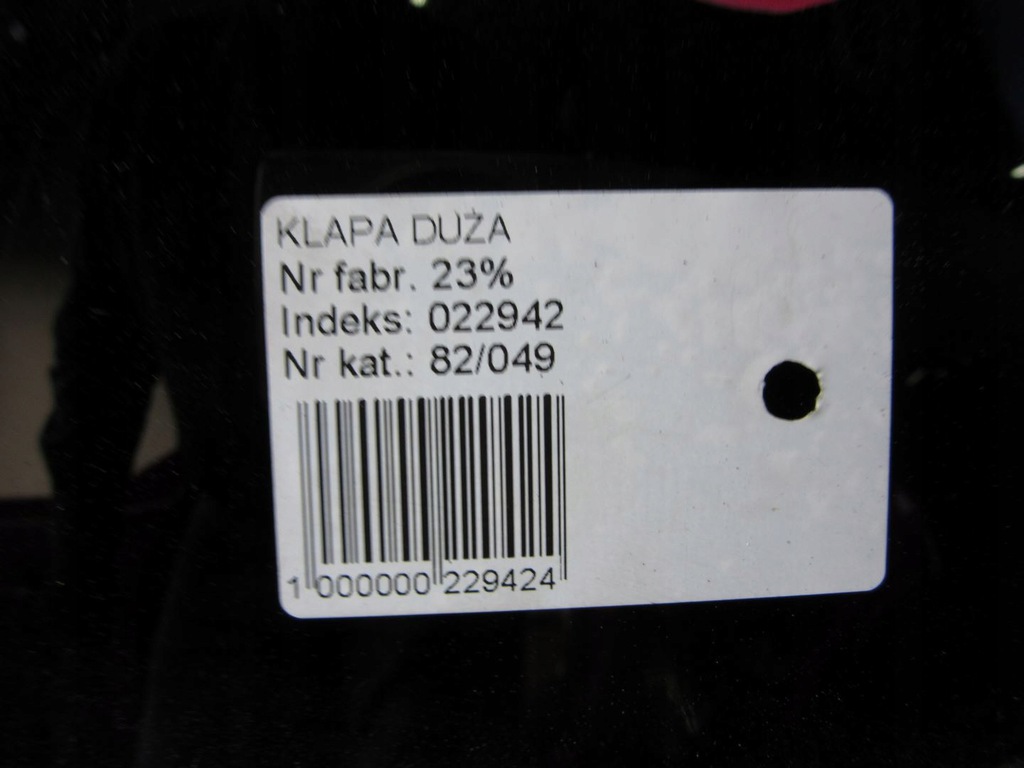 KLAPA DUŻA
Nr fabr. 23%
Indeks: 022942
Nr kat.: 82/049
1 000000 229424